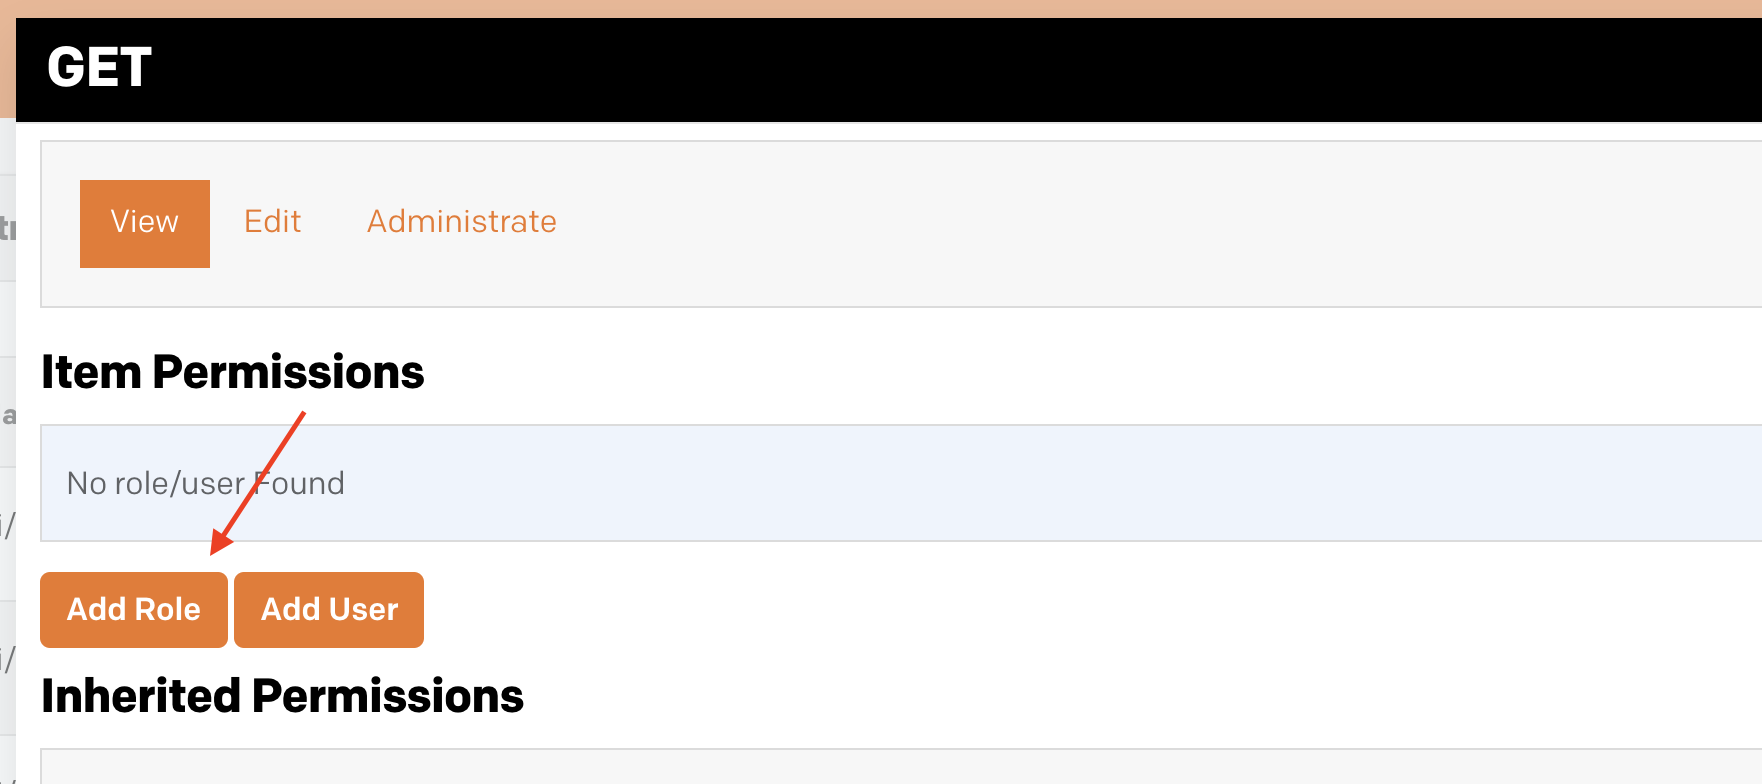 GET
View Edit Administrate
Item Permissions
No role/user Found
Add Role Add User
Inherited Permissions